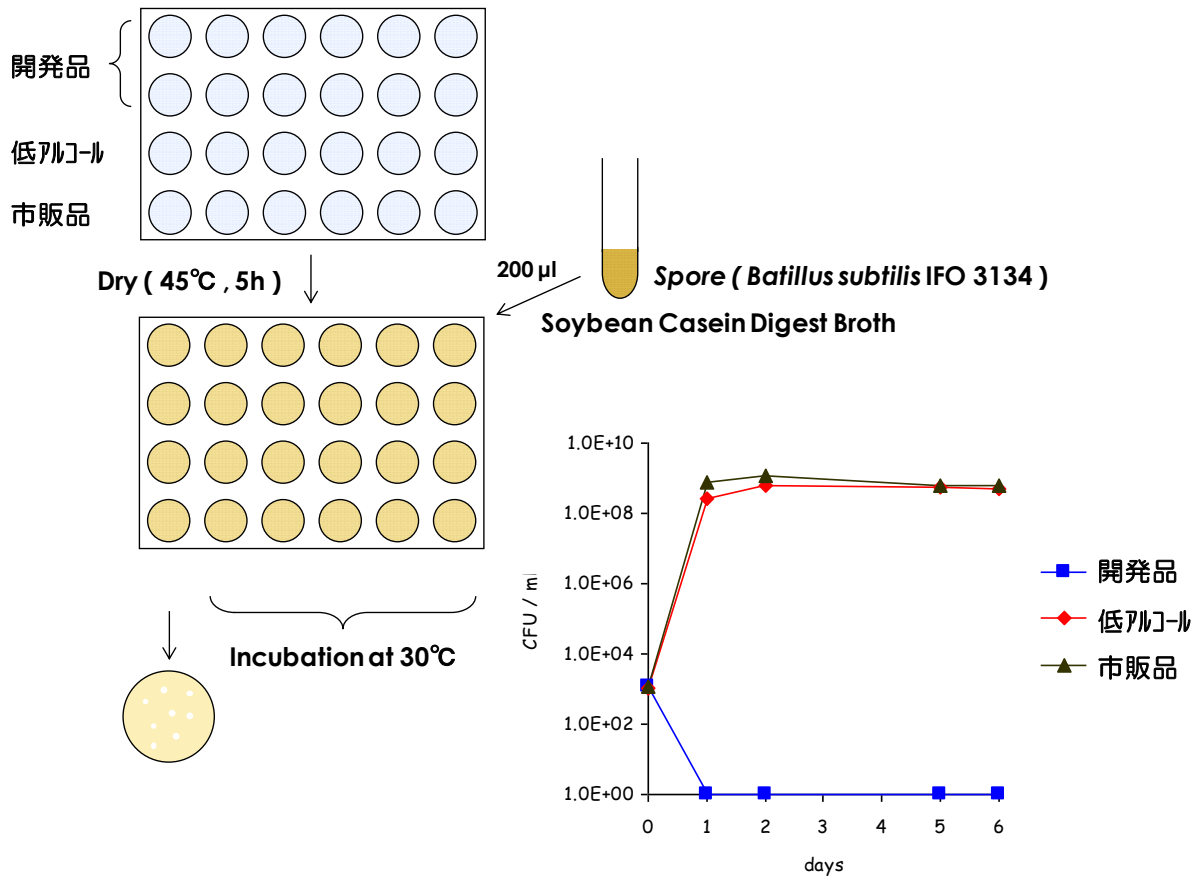 開発品
低ｱﾙｺｰﾙ
市販品
Dry ( 45℃ , 5h )
200 µl
Spore ( Batillus subtilis IFO 3134 )
Soybean Casein Digest Broth
Incubation at 30℃
1.0E+10
1.0E+08
1.0E+06
1.0E+04
1.0E+02
1.0E+00
CFU / ml
0 1 2 3 4 5 6
days
開発品
低ｱﾙｺｰﾙ
市販品